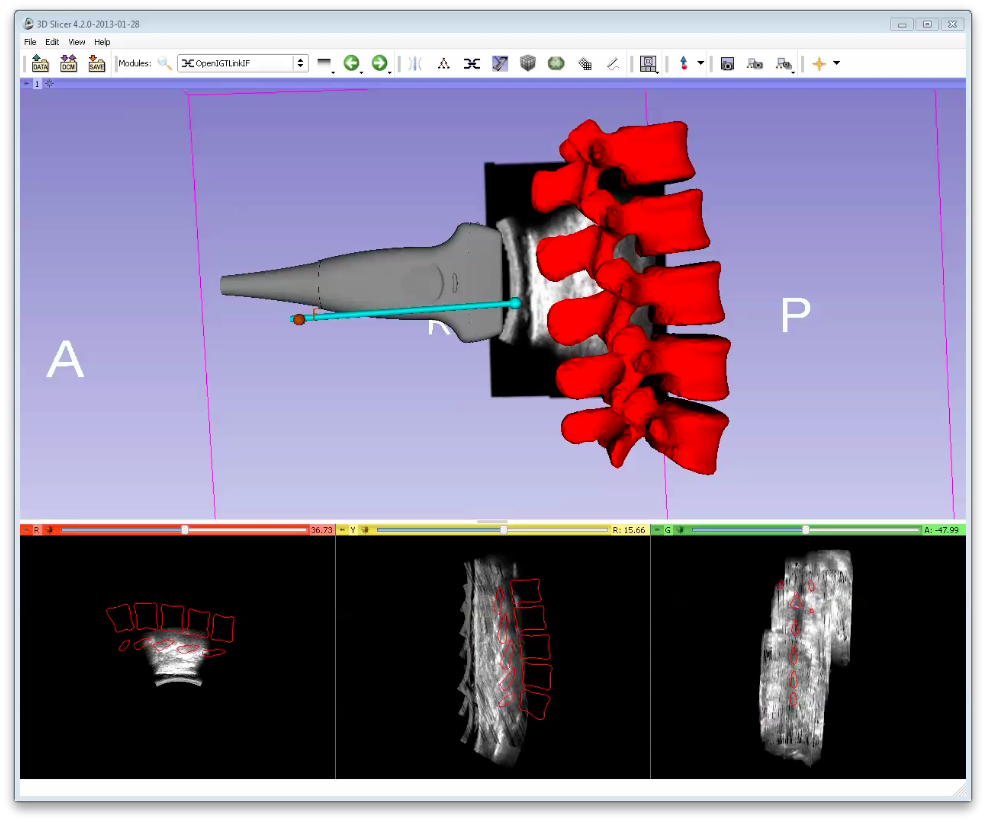 3D Slicer 4.2.0-2013-01-28
File Edit View Help
DATA DCM SAVE Modules: OpenIGTLinkIF
1
R
A
P
R 36.73 Y R: 15.66 G A: -47.99